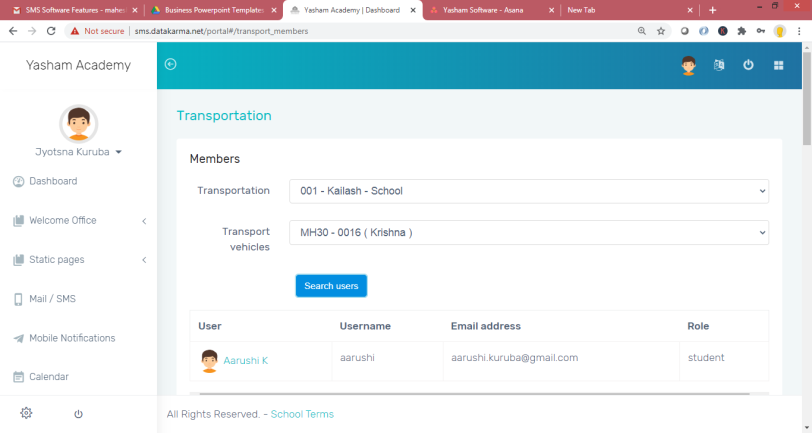 SMS Software Features - mahes
Business Powerpoint Templates
Yasham Academy | Dashboard
Yasham Software - Asana
New Tab
Not secure | sms.datakarma.net/portal#/transport_members
Yasham Academy
Jyotsna Kuruba
Dashboard
Welcome Office
Static pages
Mail / SMS
Mobile Notifications
Calendar
Transportation
Members
Transportation
001 - Kailash - School
Transport vehicles
MH30 - 0016 ( Krishna )
Search users
User Username Email address Role
Aarushi K aarushi aarushi.kuruba@gmail.com student
All Rights Reserved. - School Terms